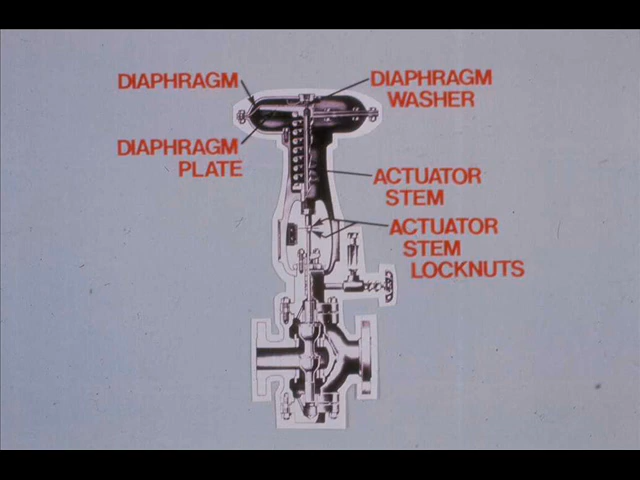 DIAPHRAGM
DIAPHRAGM
WASHER
DIAPHRAGM
PLATE
ACTUATOR
STEM
ACTUATOR
STEM
LOCKNUTS